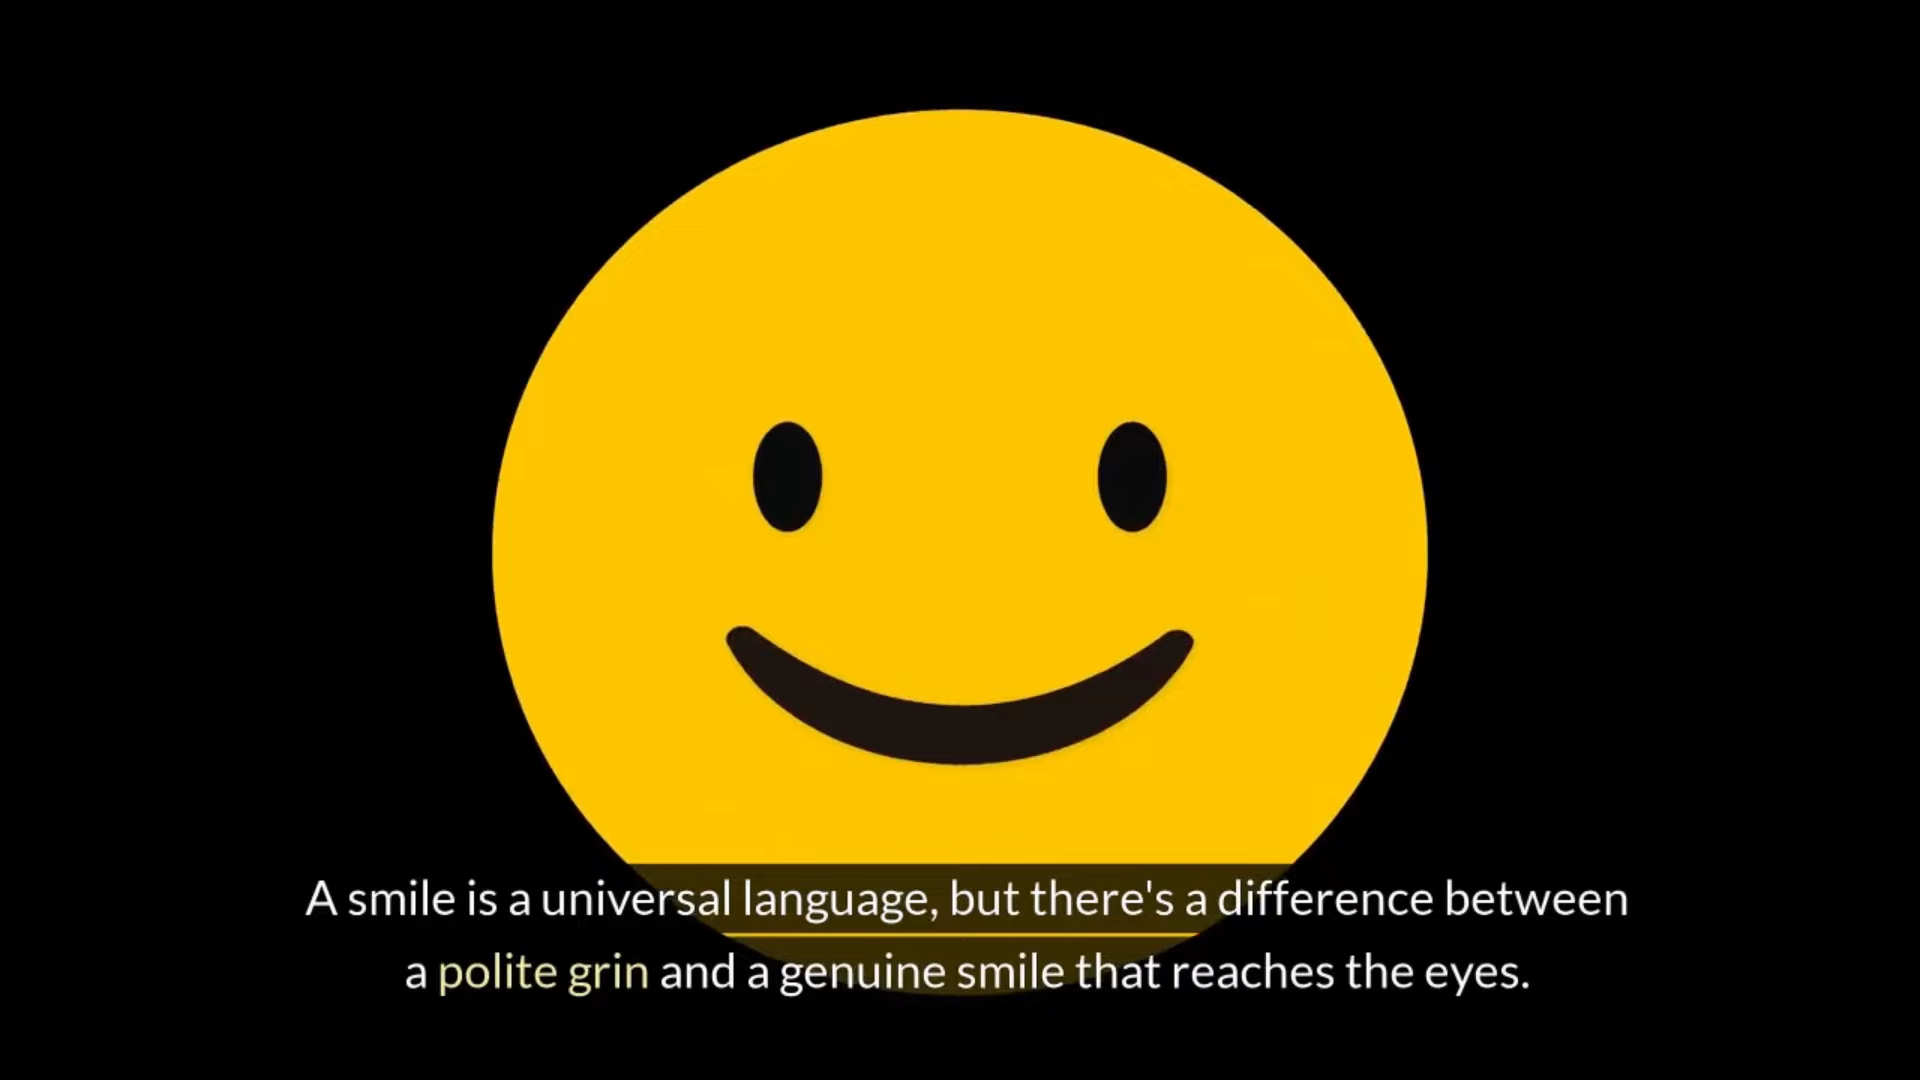 A smile is a universal language, but there's a difference between
a polite grin and a genuine smile that reaches the eyes.